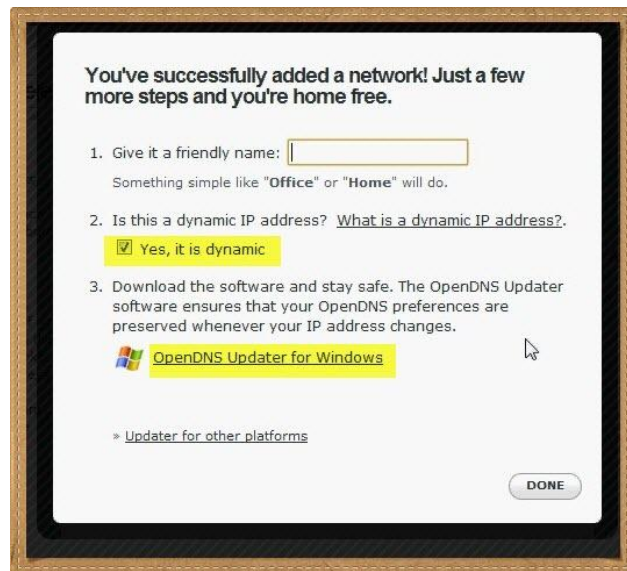 You've successfully added a network! Just a few
more steps and you're home free.
1. Give it a friendly name:
Something simple like "Office" or "Home" will do.
2. Is this a dynamic IP address? What is a dynamic IP address?.
Yes, it is dynamic
3. Download the software and stay safe. The OpenDNS Updater
software ensures that your OpenDNS preferences are
preserved whenever your IP address changes.
OpenDNS Updater for Windows
» Updater for other platforms
DONE